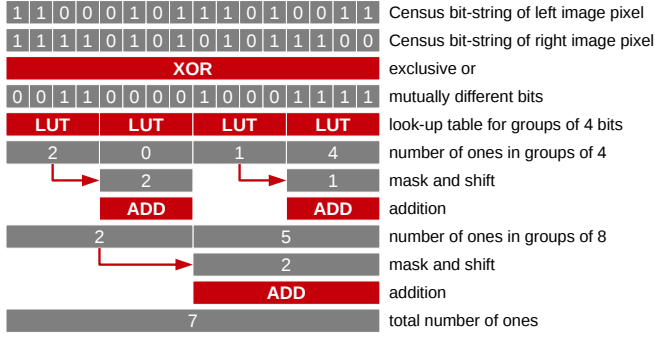 1 1 0 0 0 1 0 1 1 1 0 1 0 0 1 1 Census bit-string of left image pixel
1 1 1 1 0 1 0 1 0 1 0 1 1 1 0 0 Census bit-string of right image pixel
XOR exclusive or
0 0 1 1 0 0 0 0 1 0 0 0 1 1 1 1 mutually different bits
LUT LUT LUT LUT look-up table for groups of 4 bits
2 0 1 4 number of ones in groups of 4
2 1 mask and shift
ADD ADD addition
2 5 number of ones in groups of 8
2 mask and shift
ADD addition
7 total number of ones